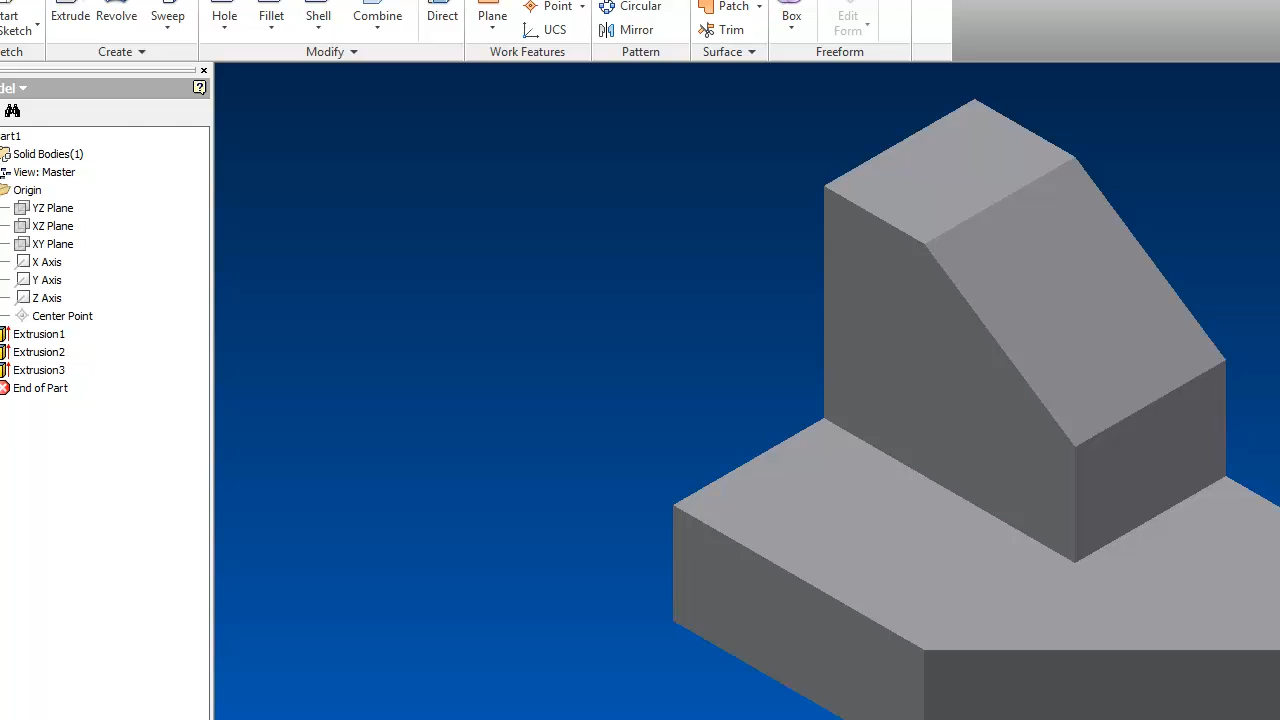 Point Circular Patch
tart Extrude Revolve Sweep Hole Fillet Shell Combine Direct Plane Box Edit
Sketch UCS Mirror Trim Form
etch Create Modify Work Features Pattern Surface Freeform
del
art1
Solid Bodies(1)
View: Master
Origin
YZ Plane
XZ Plane
XY Plane
X Axis
Y Axis
Z Axis
Center Point
Extrusion1
Extrusion2
Extrusion3
End of Part